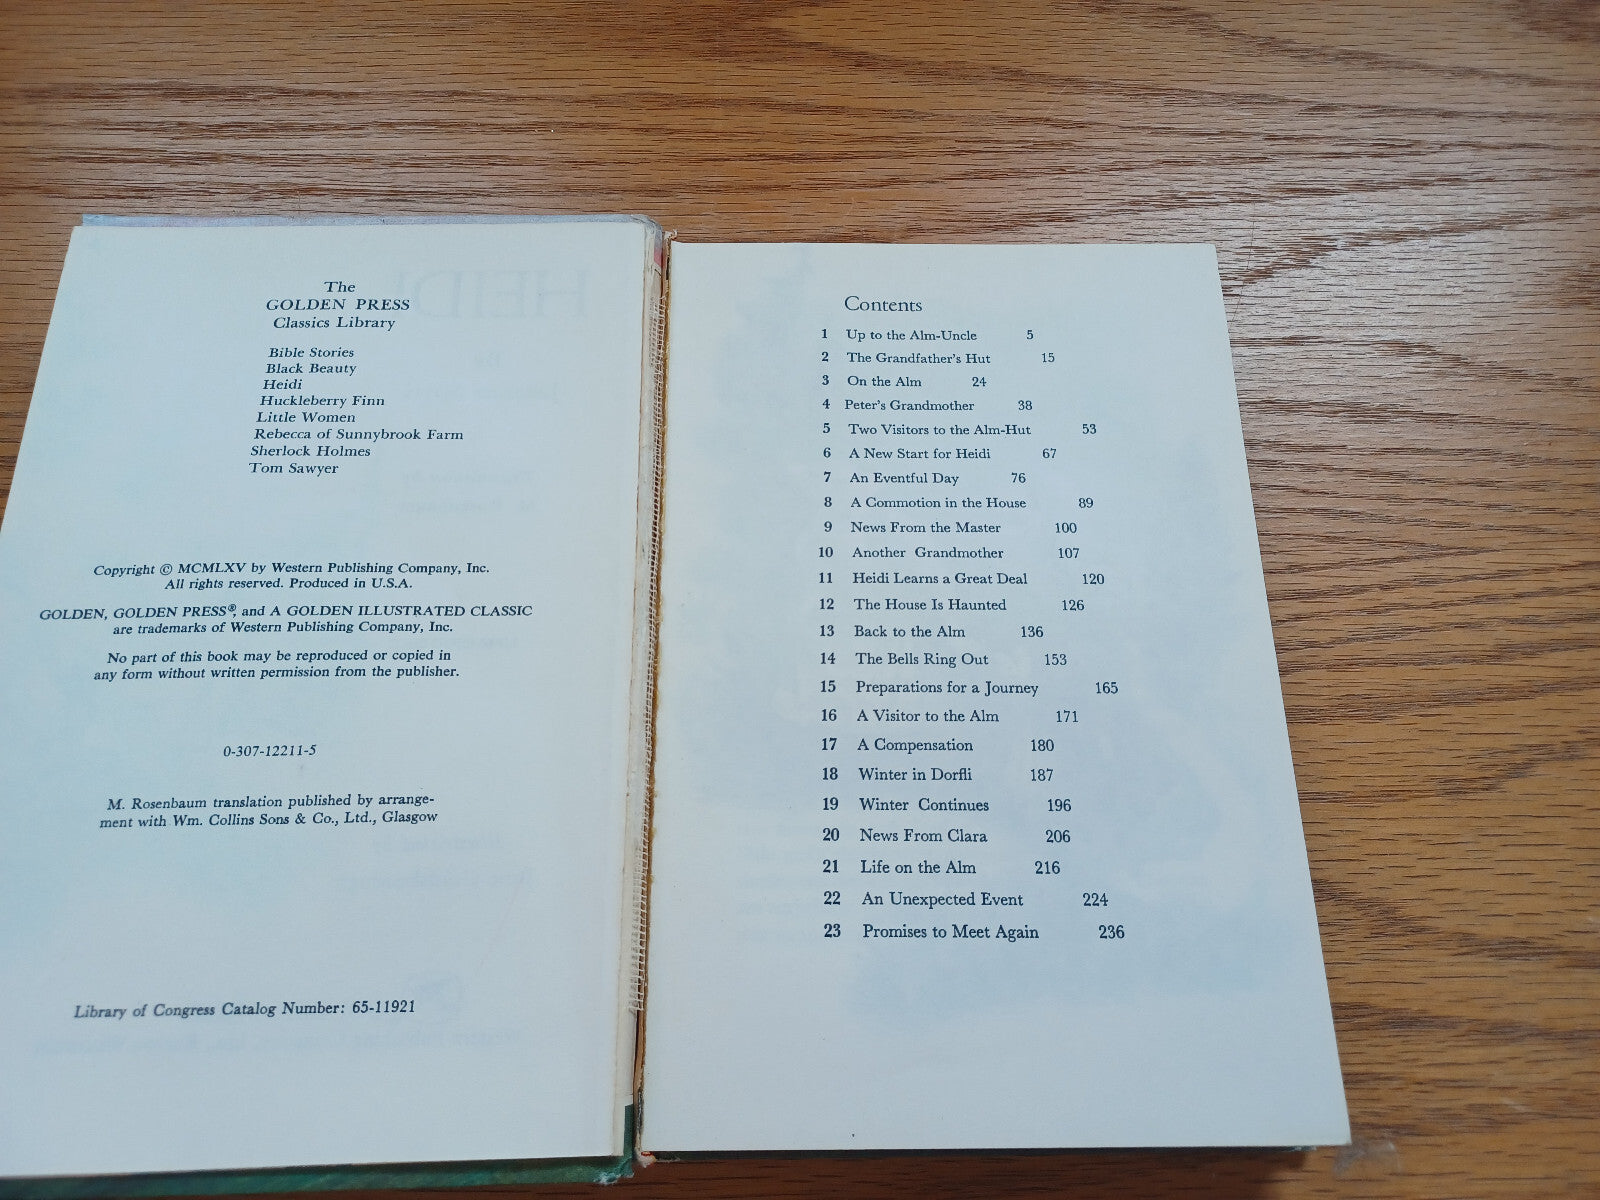 The
GOLDEN PRESS
Classics Library
Bible Stories
Black Beauty
Heidi
Huckleberry Finn
Little Women
Rebecca of Sunnybrook Farm
Sherlock Holmes
Tom Sawyer
Copyright © MCMLXV by Western Publishing Company, Inc.
All rights reserved. Produced in U.S.A.
GOLDEN, GOLDEN PRESS®, and A GOLDEN ILLUSTRATED CLASSIC
are trademarks of Western Publishing Company, Inc.
No part of this book may be reproduced or copied in
any form without written permission from the publisher.
0-307-12211-5
M. Rosenbaum translation published by arrange-
ment with Wm. Collins Sons & Co., Ltd., Glasgow
Library of Congress Catalog Number: 65-11921
Contents
1 Up to the Alm-Uncle 5
2 The Grandfather's Hut 15
3 On the Alm 24
4 Peter's Grandmother 38
5 Two Visitors to the Alm-Hut 53
6 A New Start for Heidi 67
7 An Eventful Day 76
8 A Commotion in the House 89
9 News From the Master 100
10 Another Grandmother 107
11 Heidi Learns a Great Deal 120
12 The House Is Haunted 126
13 Back to the Alm 136
14 The Bells Ring Out 153
15 Preparations for a Journey 165
16 A Visitor to the Alm 171
17 A Compensation 180
18 Winter in Dorfli 187
19 Winter Continues 196
20 News From Clara 206
21 Life on the Alm 216
22 An Unexpected Event 224
23 Promises to Meet Again 236